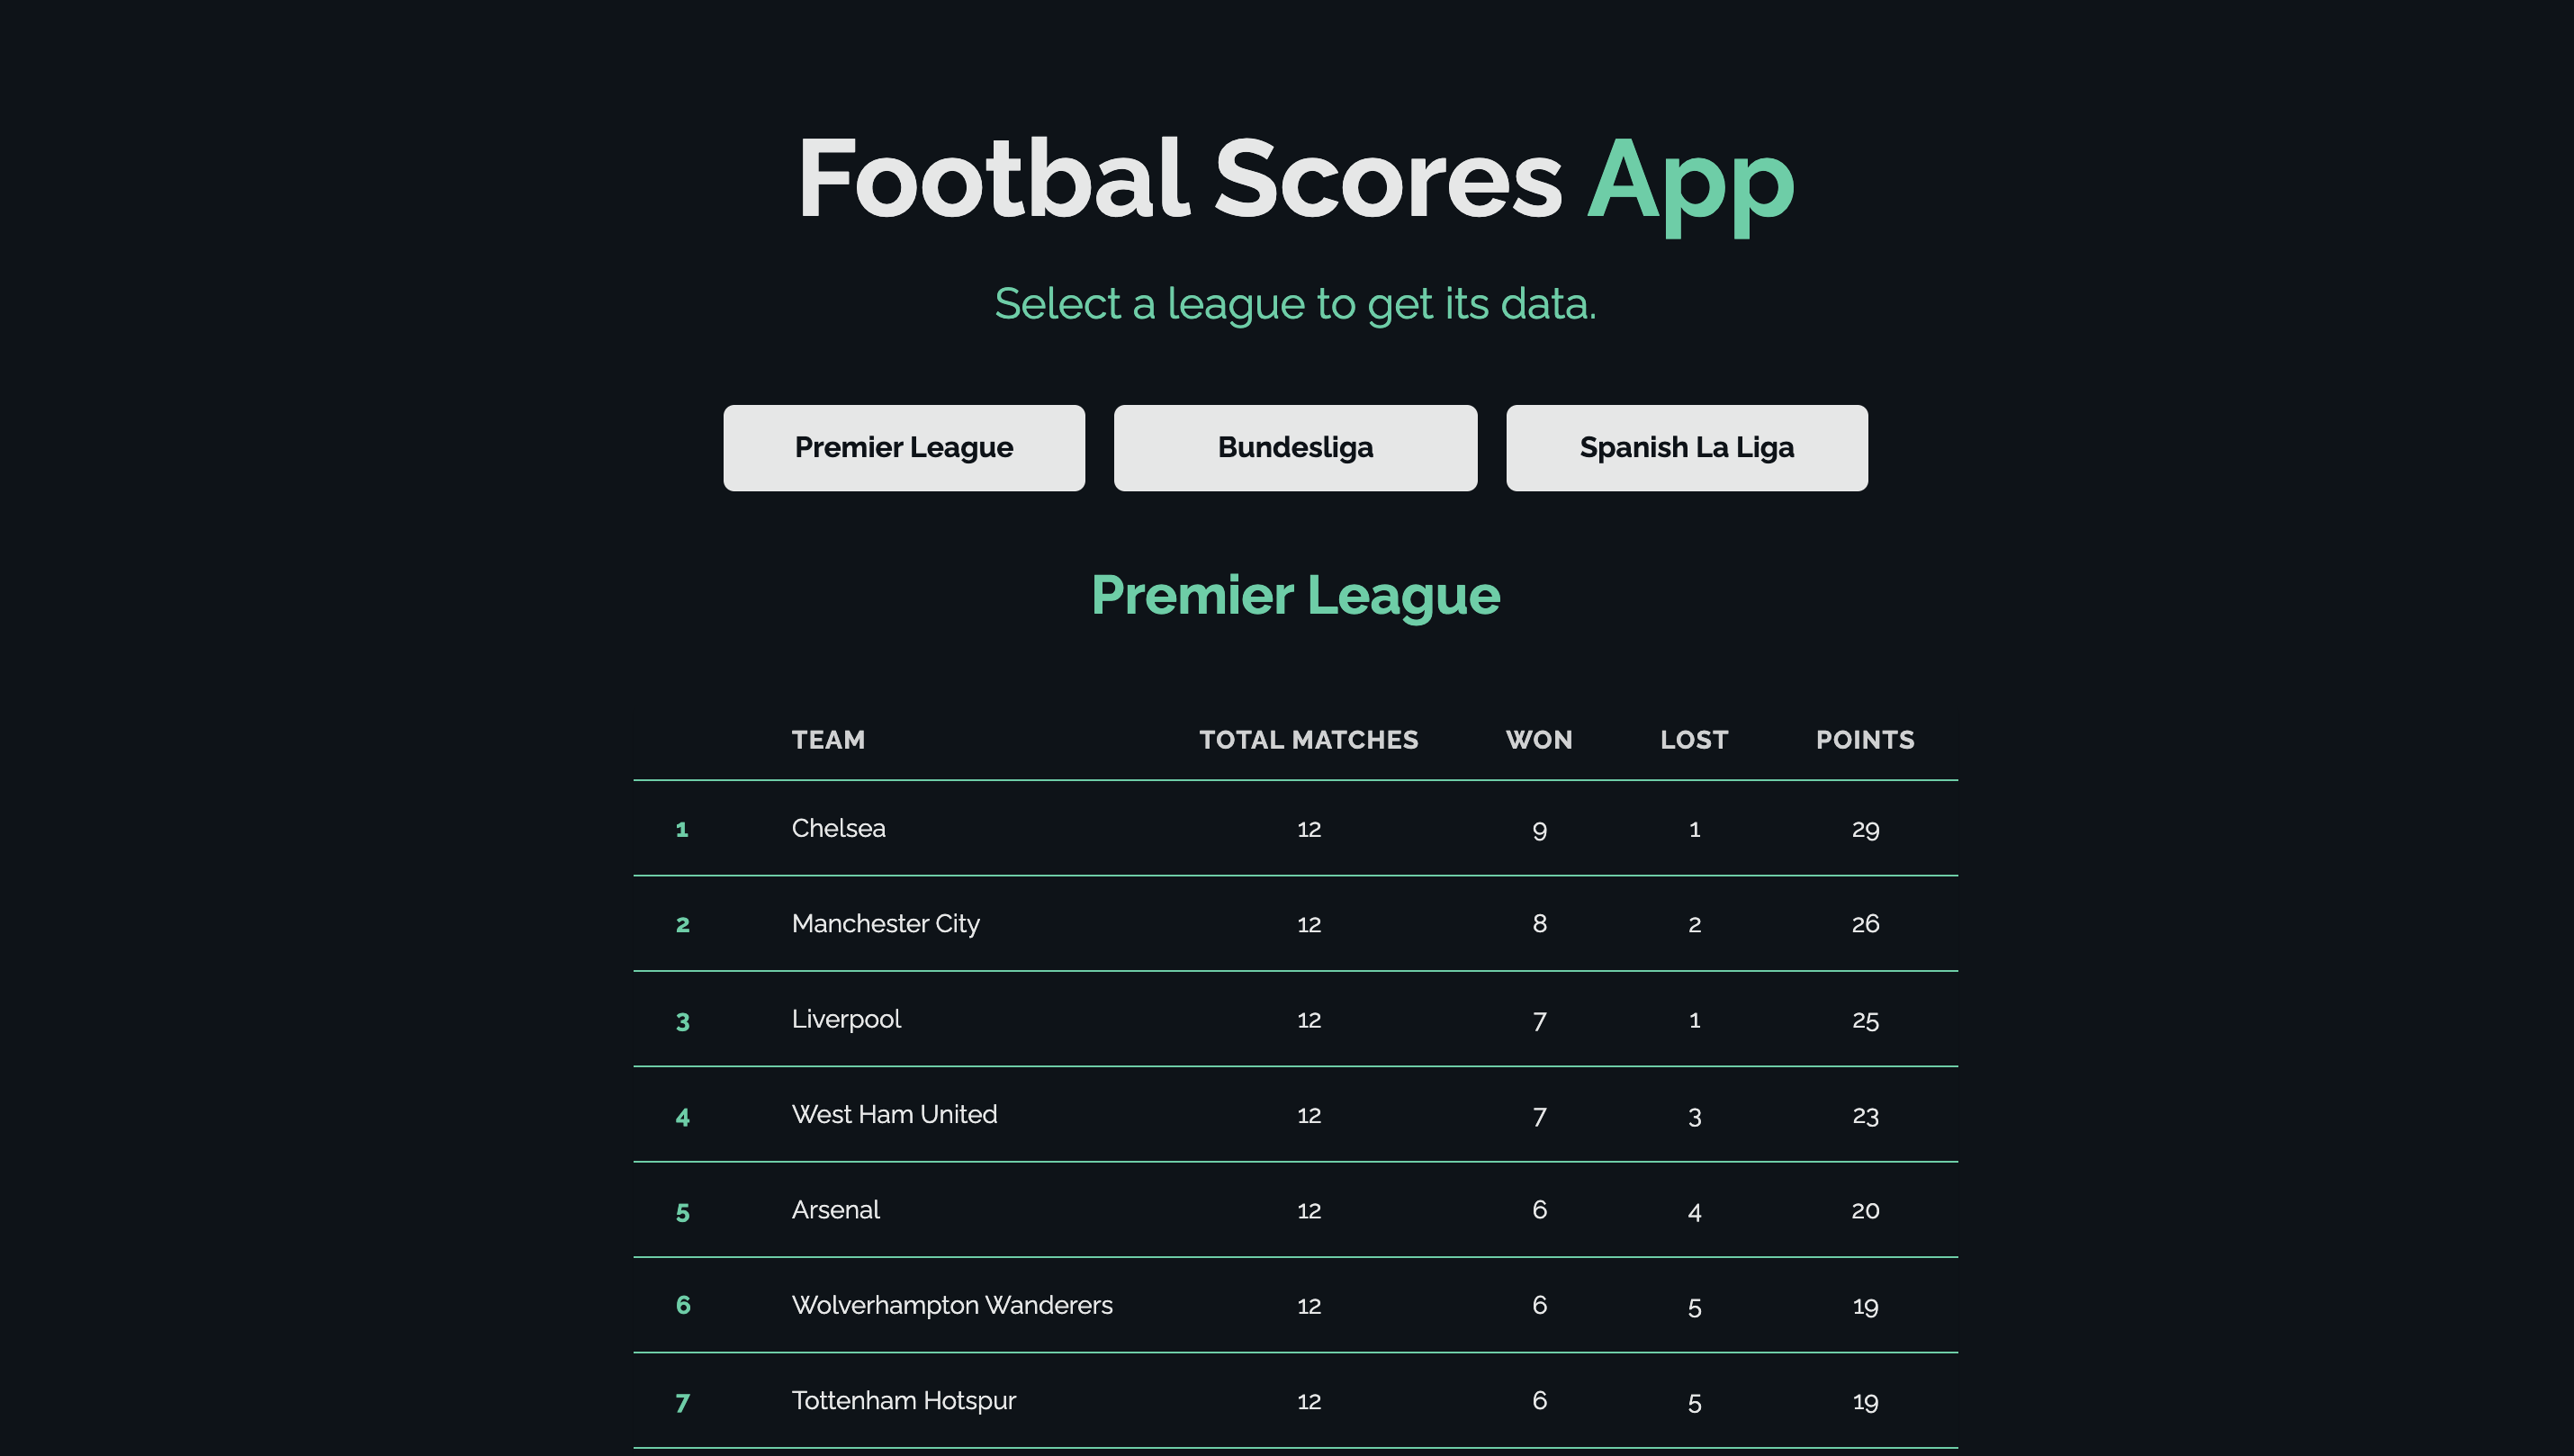 Footbal Scores App
Select a league to get its data.
Premier League Bundesliga Spanish La Liga
Premier League
TEAM TOTAL MATCHES WON LOST POINTS
1 Chelsea 12 9 1 29
2 Manchester City 12 8 2 26
3 Liverpool 12 7 1 25
4 West Ham United 12 7 3 23
5 Arsenal 12 6 4 20
6 Wolverhampton Wanderers 12 6 5 19
7 Tottenham Hotspur 12 6 5 19